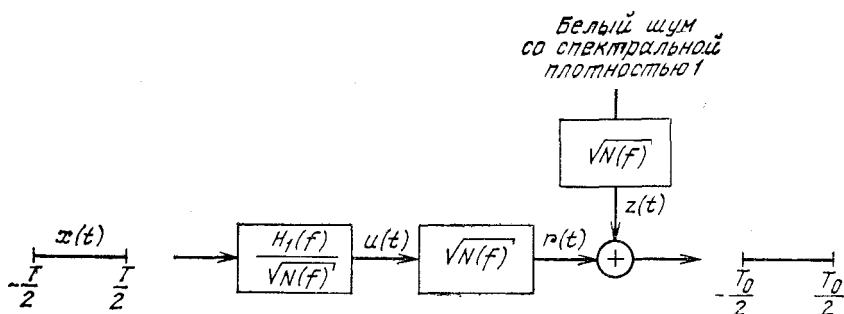 Белый шум
со спектральной
плотностью 1
√N(f)
z(t)
x(t)
H₁(f)
√N(f)
u(t)
√N(f)
r(t)
+
-T/2
T/2
-T₀/2
T₀/2